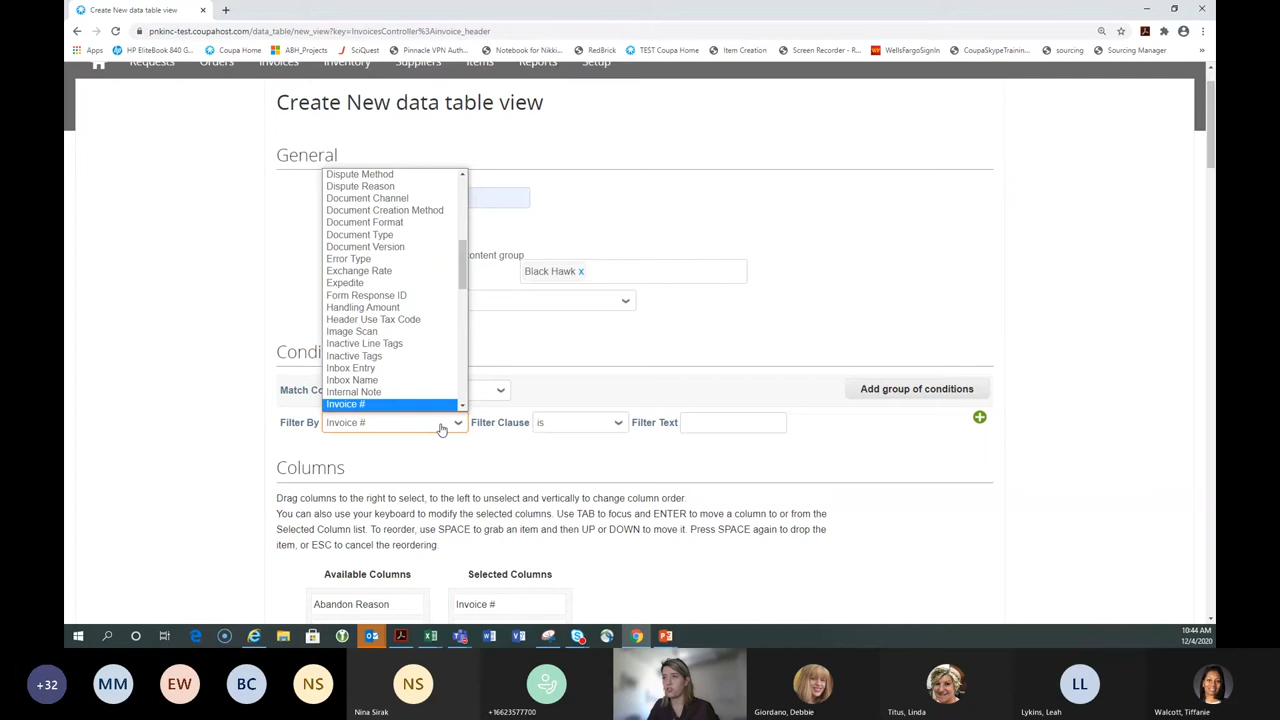 Create New data table view
pnkinc-test.coupahost.com/data_table/new_view?key=InvoicesController%3Ainvoice_header
Apps HP EliteBook 840 G... Coupa Home ABH_Projects SciQuest Pinnacle VPN Auth... Notebook for Nikki... RedBrick TEST Coupa Home Item Creation Screen Recorder - F... WellsFargoSignIn CoupaSkypeTraining... sourcing Sourcing Manager
Requests Orders Invoices Inventory Suppliers Items Reports Setup
Create New data table view
General
Dispute Method
Dispute Reason
Document Channel
Document Creation Method
Document Format
Document Type
Document Version
ontent group
Error Type
Exchange Rate
Black Hawk x
Expedite
Form Response ID
Handling Amount
Header Use Tax Code
Image Scan
Inactive Line Tags
Condi
Inactive Tags
Inbox Entry
Inbox Name
Match Co
Add group of conditions
Internal Note
Invoice #
Filter By Invoice # Filter Clause is Filter Text
Columns
Drag columns to the right to select, to the left to unselect and vertically to change column order.
You can also use your keyboard to modify the selected columns. Use TAB to focus and ENTER to move a column to or from the
Selected Column list. To reorder, use SPACE to grab an item and then UP or DOWN to move it. Press SPACE again to drop the
item, or ESC to cancel the reordering.
Available Columns Selected Columns
Abandon Reason Invoice #
10:44 AM
12/4/2020
+32 MM EW BC NS NS LL
Nina Sirak +16623577700 Giordano, Debbie Titus, Linda Lykins, Leah Walcott, Tiffanie